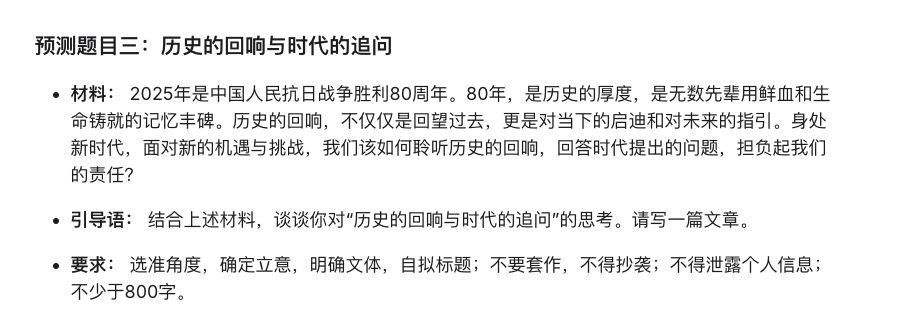 预测题目三：历史的回响与时代的追问
• 材料： 2025年是中国人民抗日战争胜利80周年。80年，是历史的厚度，是无数先辈用鲜血和生
命铸就的记忆丰碑。历史的回响，不仅仅是回望过去，更是对当下的启迪和对未来的指引。身处
新时代，面对新的机遇与挑战，我们该如何聆听历史的回响，回答时代提出的问题，担负起我们
的责任？
• 引导语： 结合上述材料，谈谈你对“历史的回响与时代的追问”的思考。请写一篇文章。
• 要求： 选准角度，确定立意，明确文体，自拟标题；不要套作，不得抄袭；不得泄露个人信息；
不少于800字。